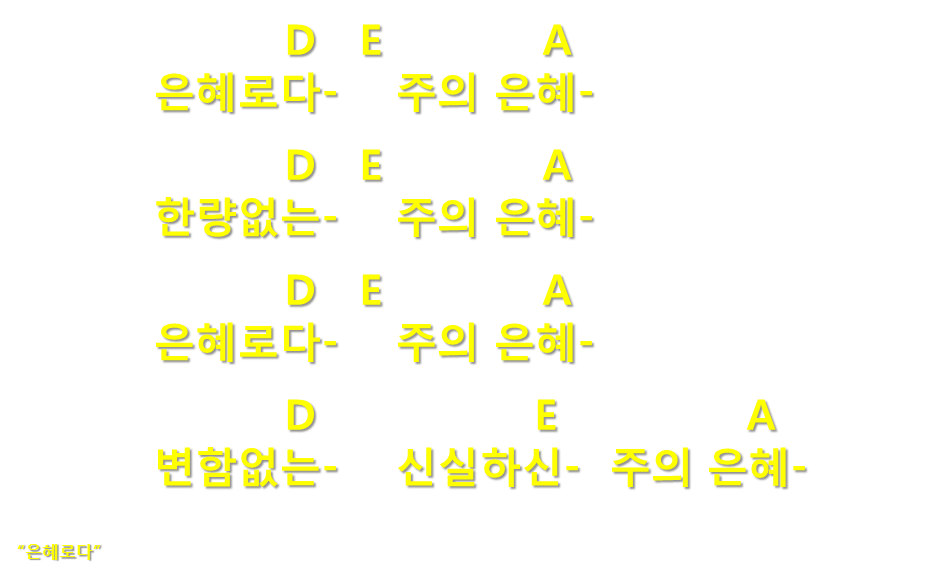 D E A
은혜로다- 주의 은혜-
D E A
한량없는- 주의 은혜-
D E A
은혜로다- 주의 은혜-
D E A
변함없는- 신실하신- 주의 은혜-
“은혜로다”